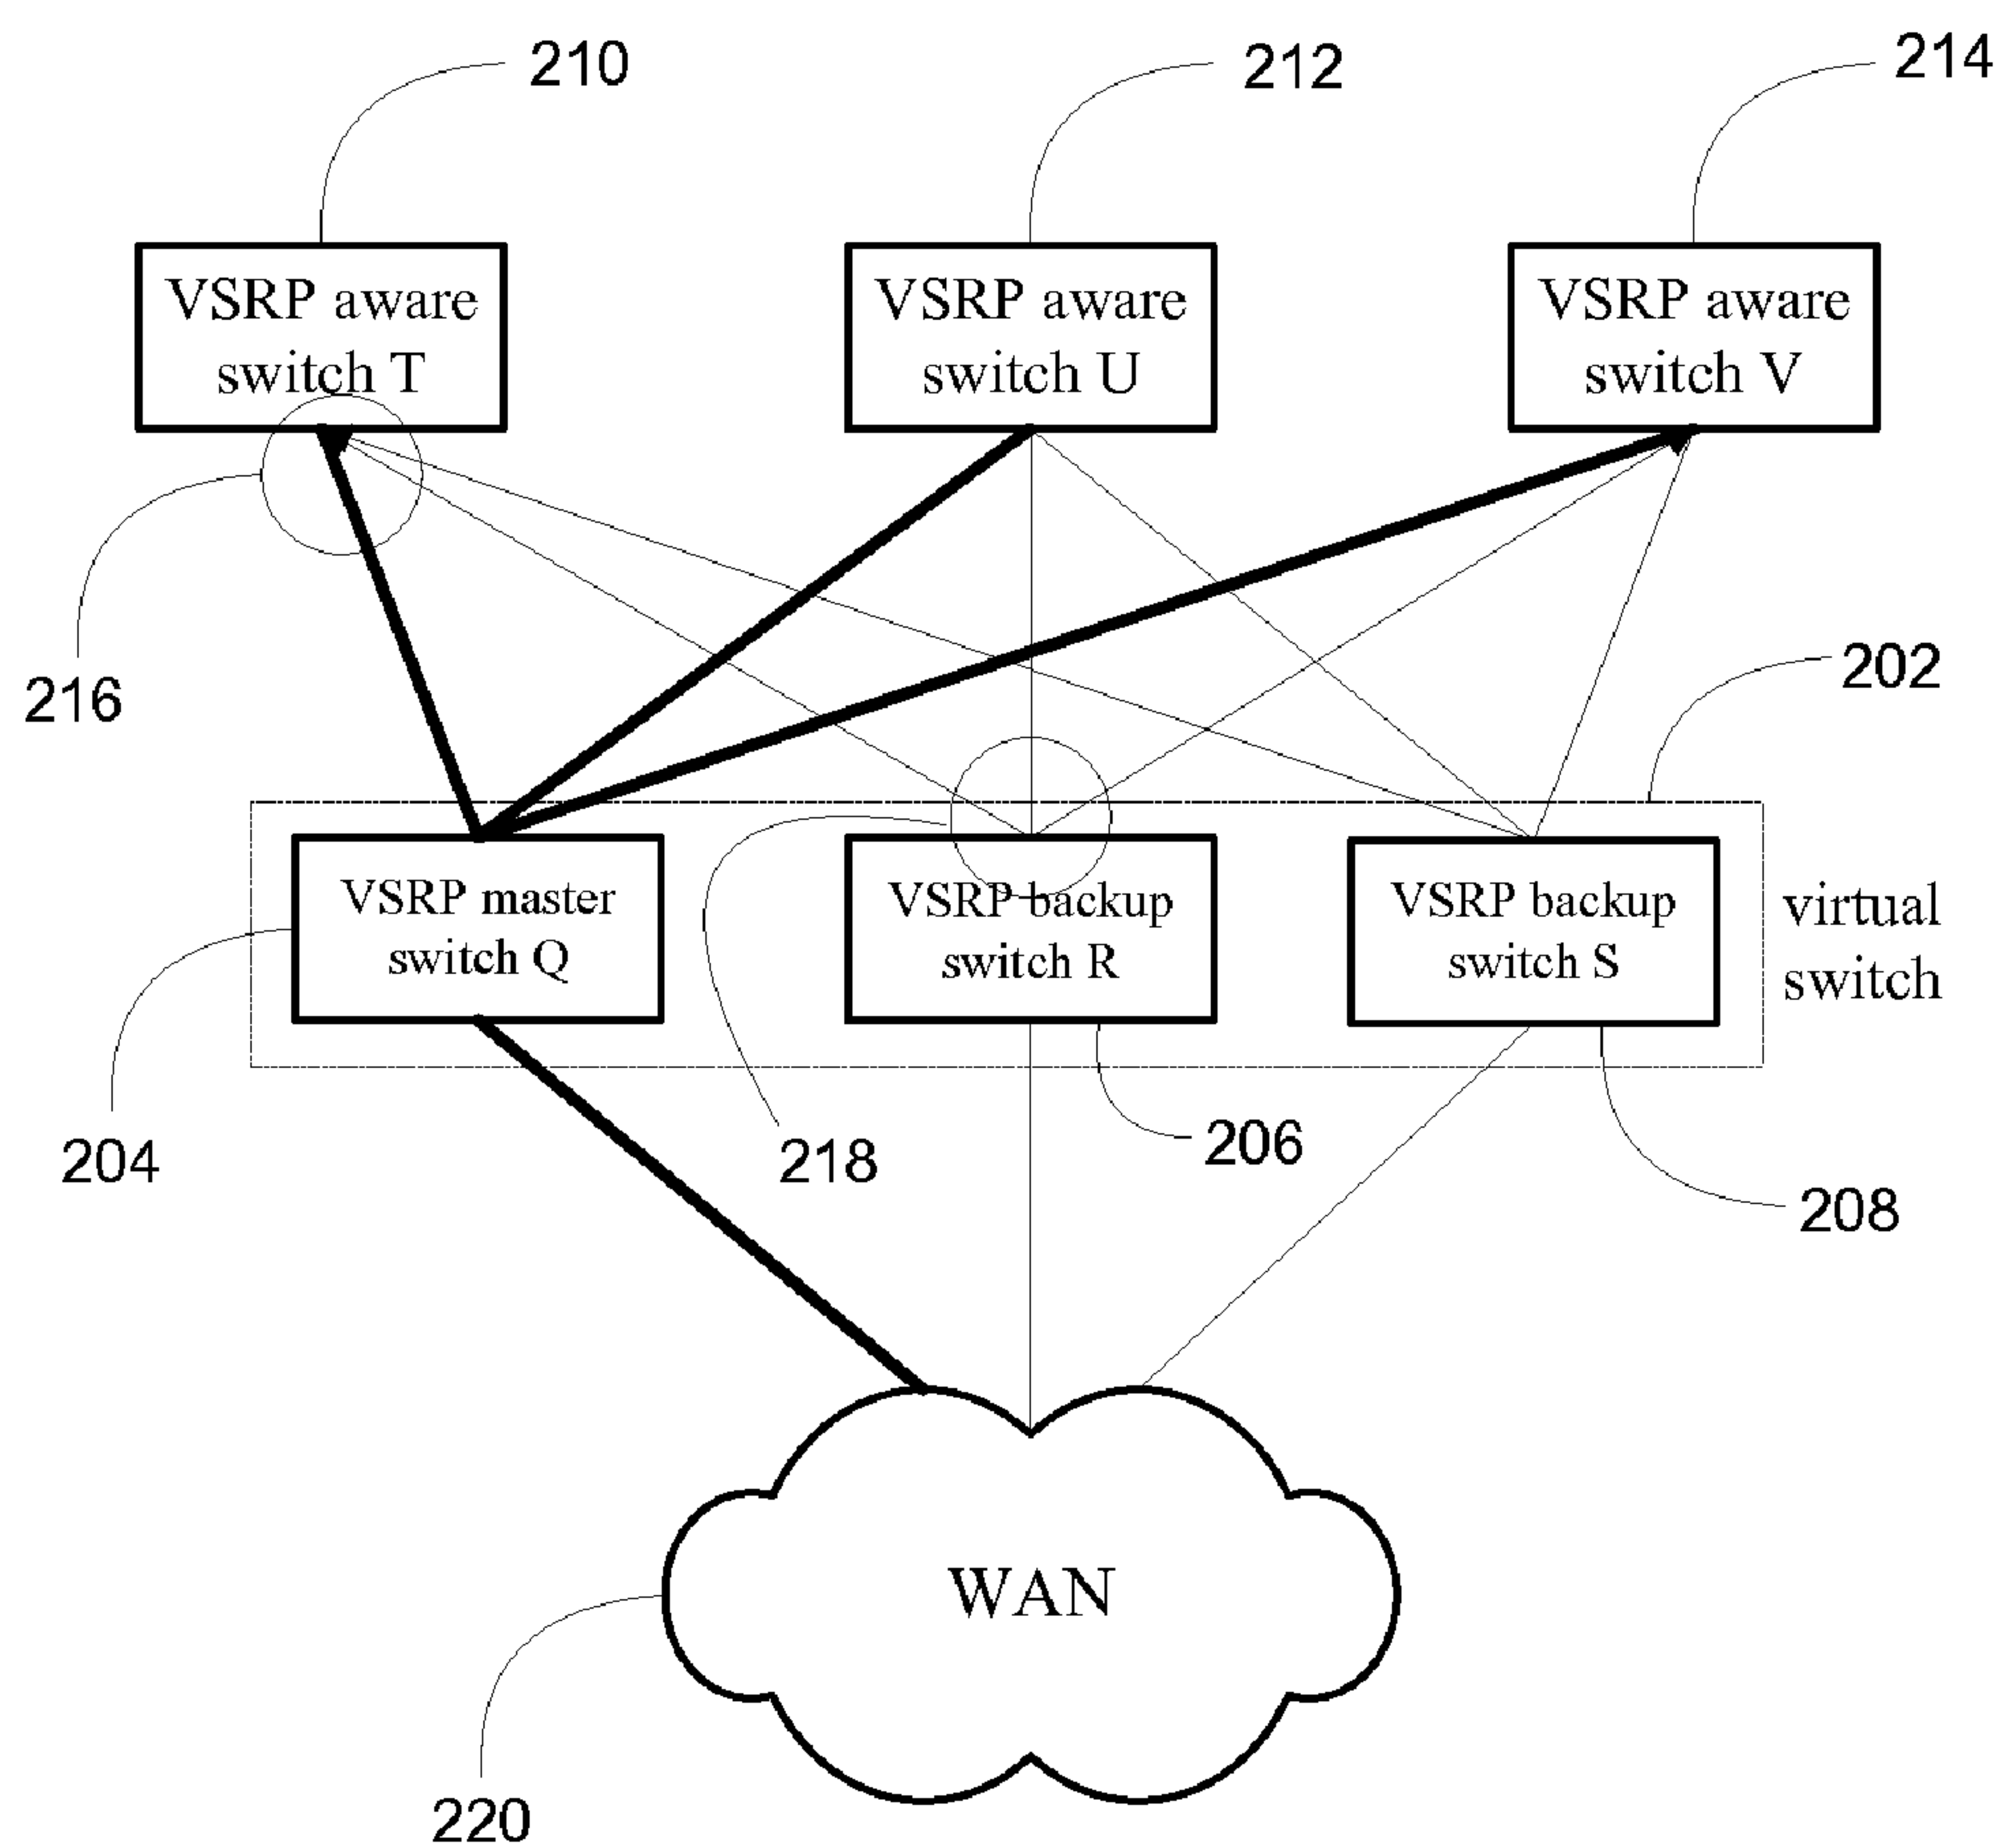 210
212
214
VSRP aware
switch T
VSRP aware
switch U
VSRP aware
switch V
216
202
VSRP master
switch Q
VSRP backup
switch R
VSRP backup
switch S
virtual
switch
204
218
206
208
WAN
220